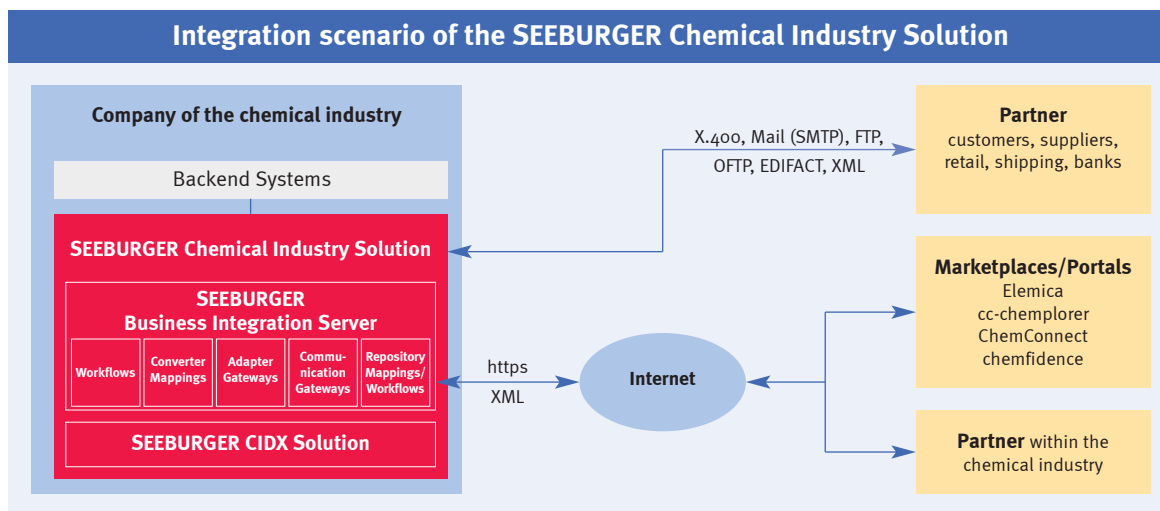 Integration scenario of the SEEBURGER Chemical Industry Solution
Company of the chemical industry
Backend Systems
SEEBURGER Chemical Industry Solution
SEEBURGER
Business Integration Server
Workflows
Converter
Mappings
Adapter
Gateways
Commu-
nication
Gateways
Repository
Mappings/
Workflows
SEEBURGER CIDX Solution
X.400, Mail (SMTP), FTP,
OFTP, EDIFACT, XML
https
XML
Internet
Partner
customers, suppliers,
retail, shipping, banks
Marketplaces/Portals
Elemica
cc-chemplorer
ChemConnect
chemfidence
Partner within the
chemical industry